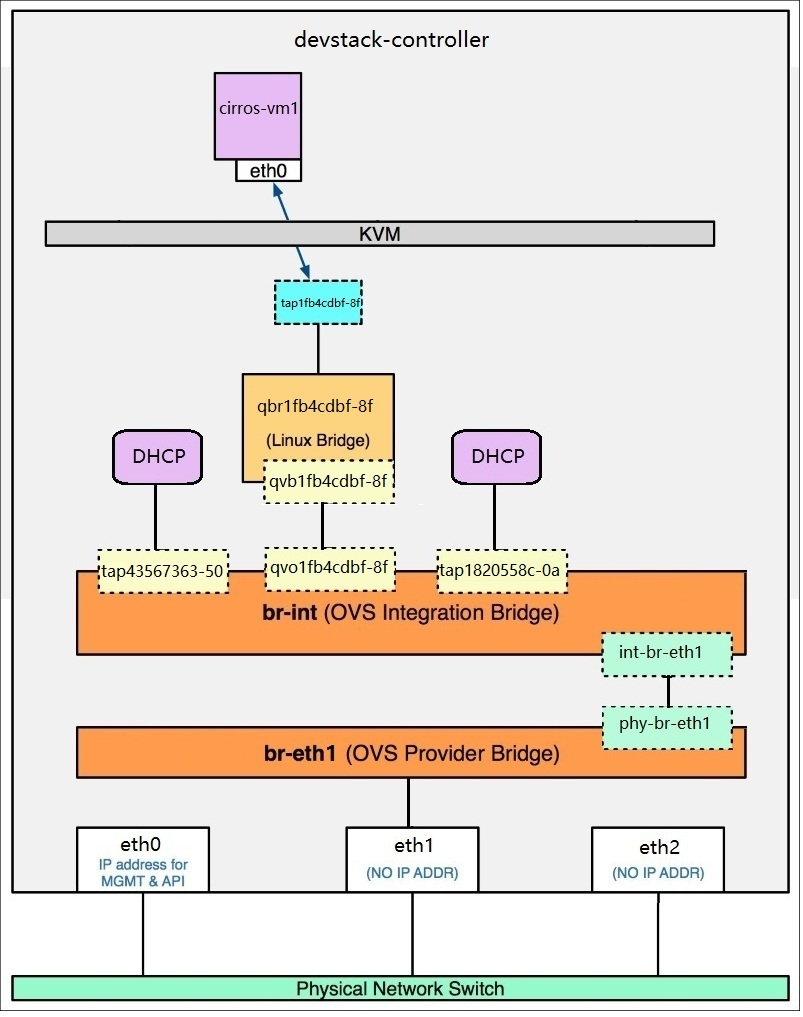 devstack-controller
cirros-vm1
eth0
KVM
tap1fb4cdbf-8f
qbr1fb4cdbf-8f
(Linux Bridge)
DHCP
DHCP
qvb1fb4cdbf-8f
tap43567363-50
qvo1fb4cdbf-8f
tap1820558c-0a
br-int (OVS Integration Bridge)
int-br-eth1
phy-br-eth1
br-eth1 (OVS Provider Bridge)
eth0
IP address for
MGMT & API
eth1
(NO IP ADDR)
eth2
(NO IP ADDR)
Physical Network Switch